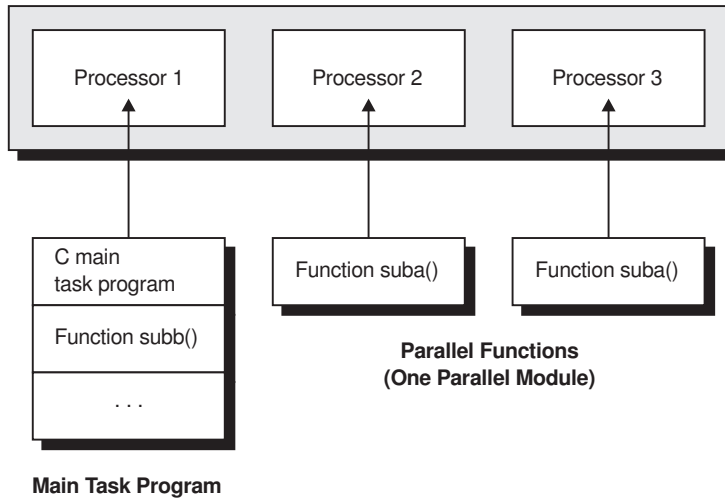 Processor 1
Processor 2
Processor 3
C main
task program
Function subb()
. . .
Function suba()
Function suba()
Parallel Functions
(One Parallel Module)
Main Task Program